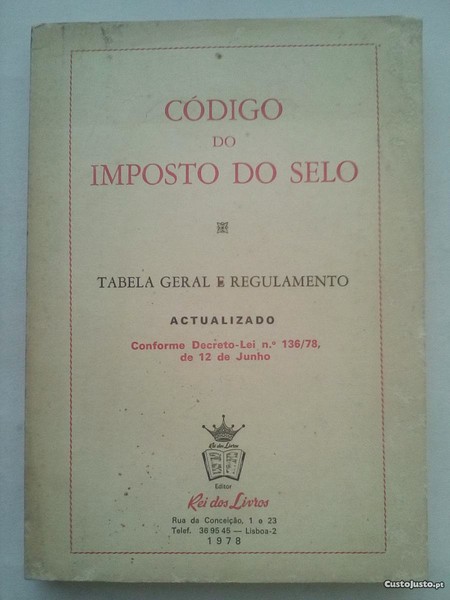 CÓDIGO
DO
IMPOSTO DO SELO
TABELA GERAL E REGULAMENTO
ACTUALIZADO
Conforme Decreto-Lei n.º 136/78,
de 12 de Junho
Rei dos Livros
Editor
Rei dos Livros
Rua da Conceição, 1 e 23
Telef. 36 95 45 — Lisboa-2
1978
CustoJusto.pt